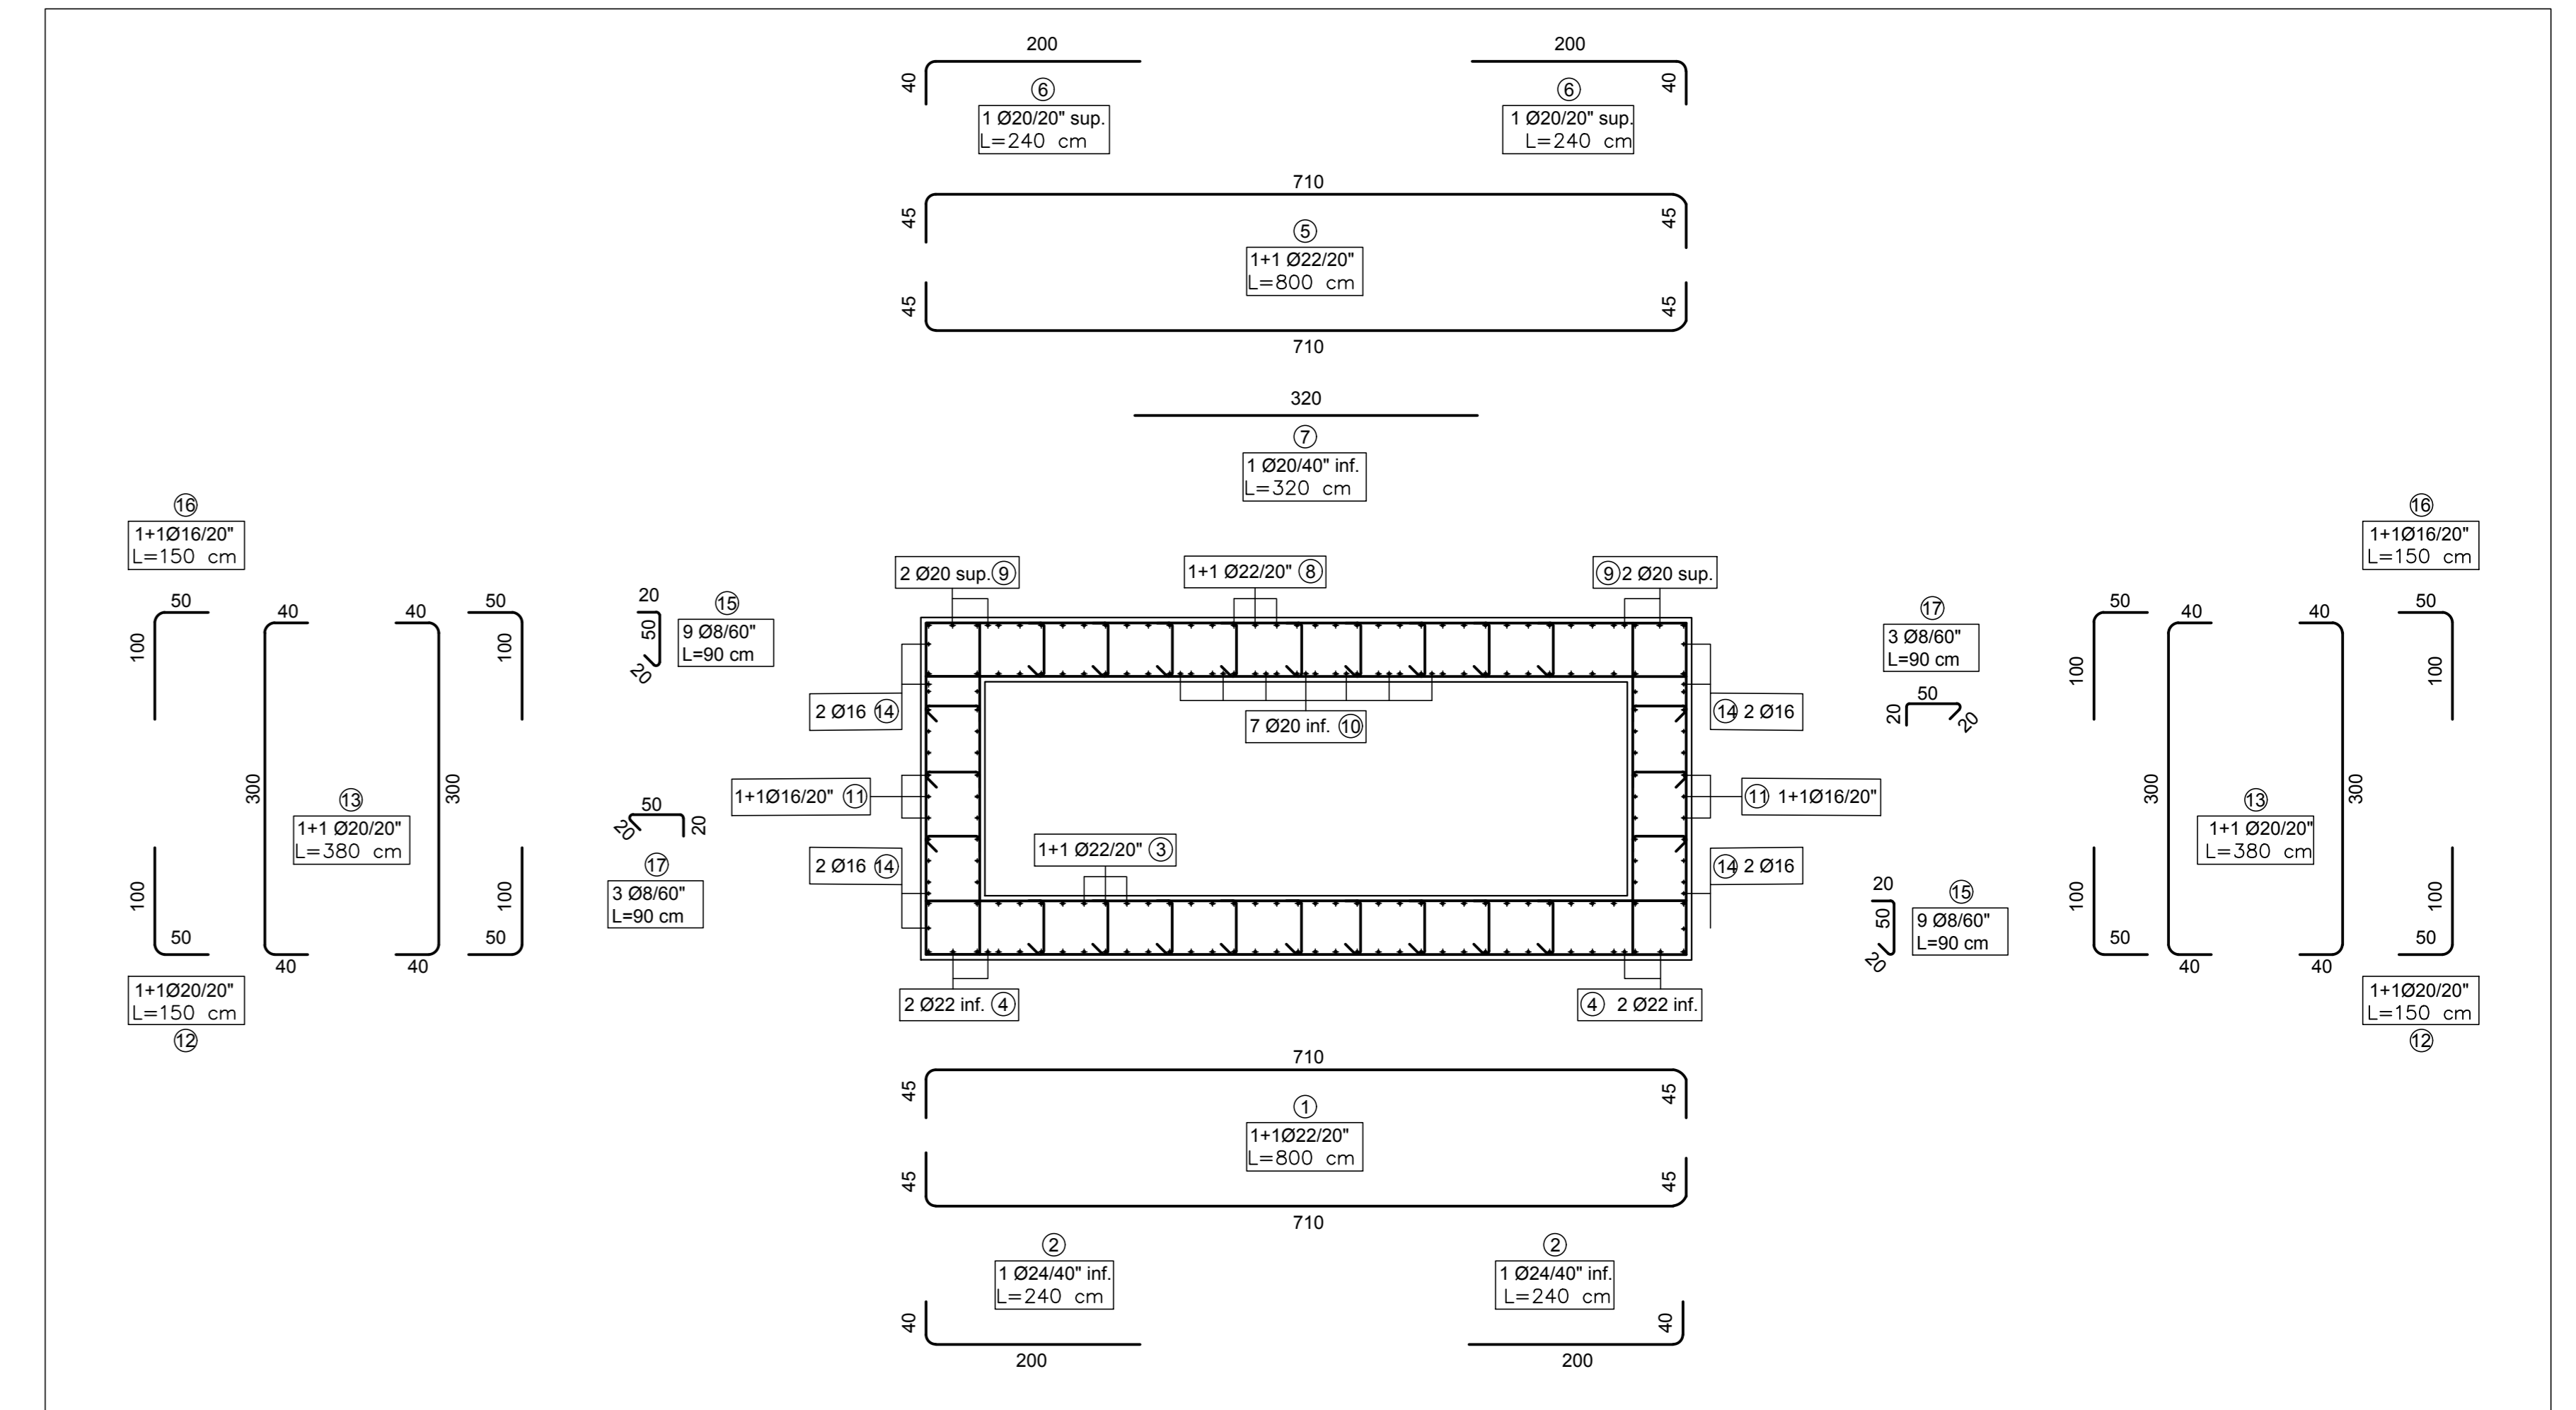 200
200
40
40
⑥
⑥
1 Ø20/20" sup.
L=240 cm
1 Ø20/20" sup.
L=240 cm
710
45
45
⑤
1+1 Ø22/20"
L=800 cm
45
45
710
320
⑦
1 Ø20/40" inf.
L=320 cm
⑯
1+1Ø16/20"
L=150 cm
⑯
1+1Ø16/20"
L=150 cm
2 Ø20 sup.⑨
1+1 Ø22/20" ⑧
⑨2 Ø20 sup.
50
40
40
50
100
100
20
50
20
⑮
9 Ø8/60"
L=90 cm
⑰
3 Ø8/60"
L=90 cm
50
20
20
50
40
40
50
100
100
2 Ø16 ⑭
7 Ø20 inf. ⑩
⑭ 2 Ø16
300
300
⑬
1+1 Ø20/20"
L=380 cm
1+1Ø16/20" ⑪
⑪ 1+1Ø16/20"
300
300
⑬
1+1 Ø20/20"
L=380 cm
50
20
20
⑰
3 Ø8/60"
L=90 cm
2 Ø16 ⑭
1+1 Ø22/20" ③
⑭ 2 Ø16
20
50
20
⑮
9 Ø8/60"
L=90 cm
100
100
50
50
40
40
100
100
50
50
40
40
1+1Ø20/20"
L=150 cm
⑫
2 Ø22 inf. ④
④ 2 Ø22 inf.
1+1Ø20/20"
L=150 cm
⑫
710
45
45
①
1+1Ø22/20"
L=800 cm
45
45
710
②
②
1 Ø24/40" inf.
L=240 cm
1 Ø24/40" inf.
L=240 cm
40
40
200
200